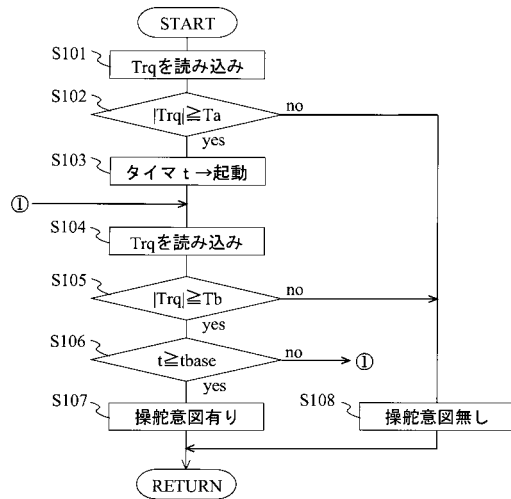 START
S101
Trqを読み込み
S102
|Trq|≧Ta
no
yes
S103
タイマ t →起動
①
S104
Trqを読み込み
S105
|Trq|≧Tb
no
yes
S106
t≧tbase
no
①
yes
S107
操舵意図有り
S108
操舵意図無し
RETURN